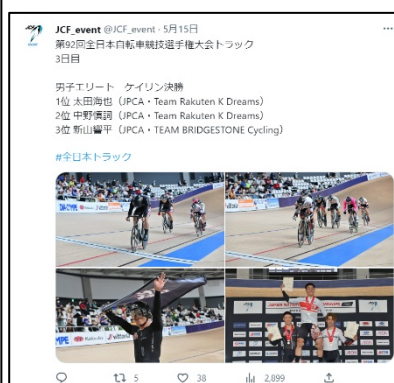 JCF_event @JCF_event · 5月15日
第92回全日本自転車競技選手権大会トラック
3日目
男子エリート ケイリン決勝
1位 太田海也（JPCA・Team Rakuten K Dreams）
2位 中野慎詞（JPCA・Team Rakuten K Dreams）
3位 新山響平（JPCA・TEAM BRIDGESTONE Cycling）
#全日本トラック
5
38
2,899